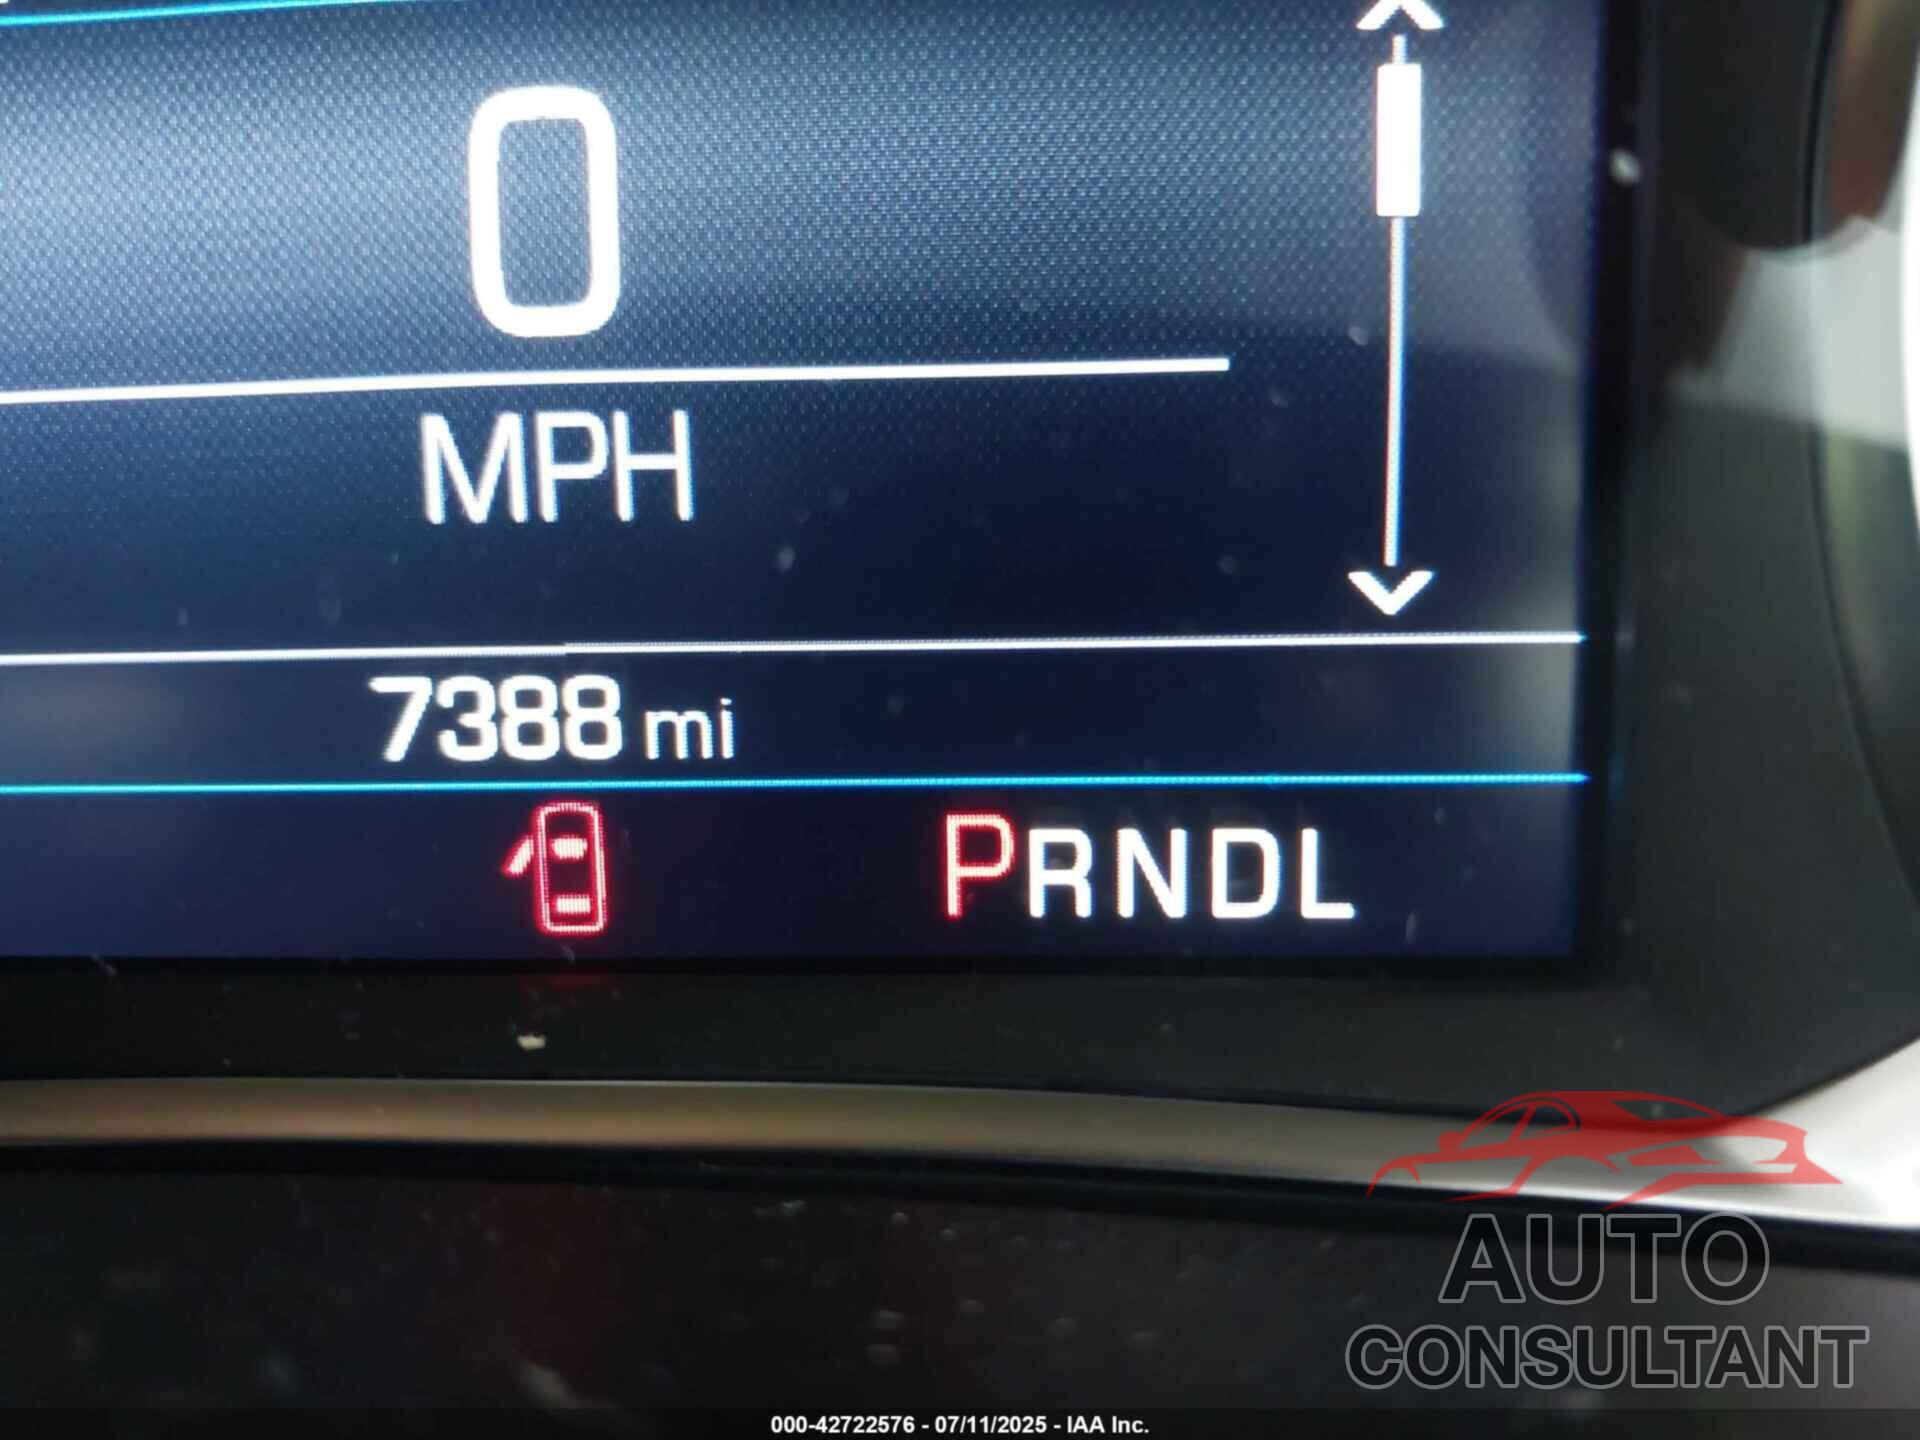 0
MPH
7388 mi
PRNDL
AUTO
CONSULTANT
000-42722576 - 07/11/2025 - IAA Inc.